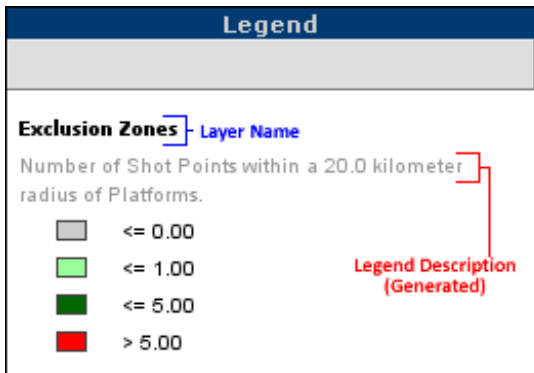 Legend
Exclusion Zones
Layer Name
Number of Shot Points within a 20.0 kilometer
radius of Platforms.
<= 0.00
<= 1.00
<= 5.00
> 5.00
Legend Description
(Generated)